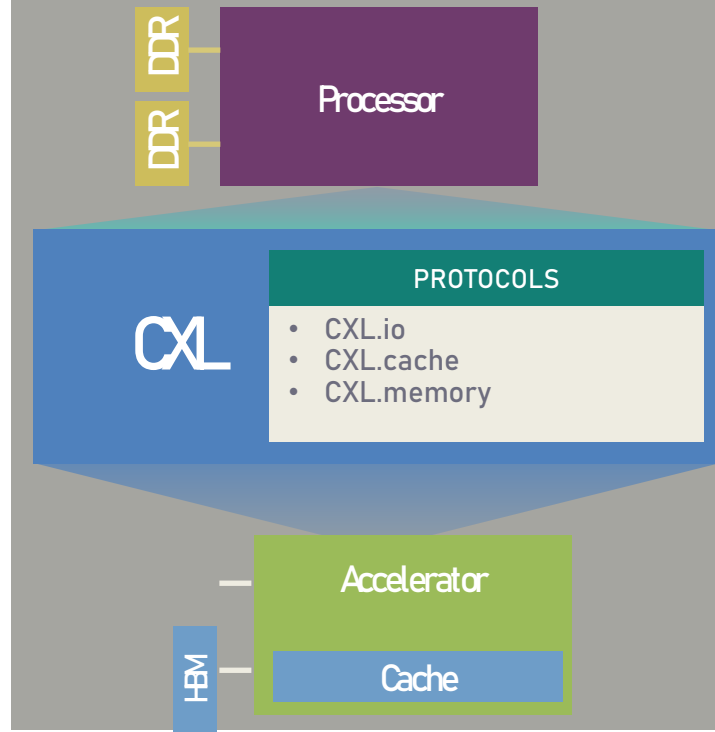 DDR
Processor
DDR
CXL
PROTOCOLS
• CXL.io
• CXL.cache
• CXL.memory
Accelerator
HBM
Cache